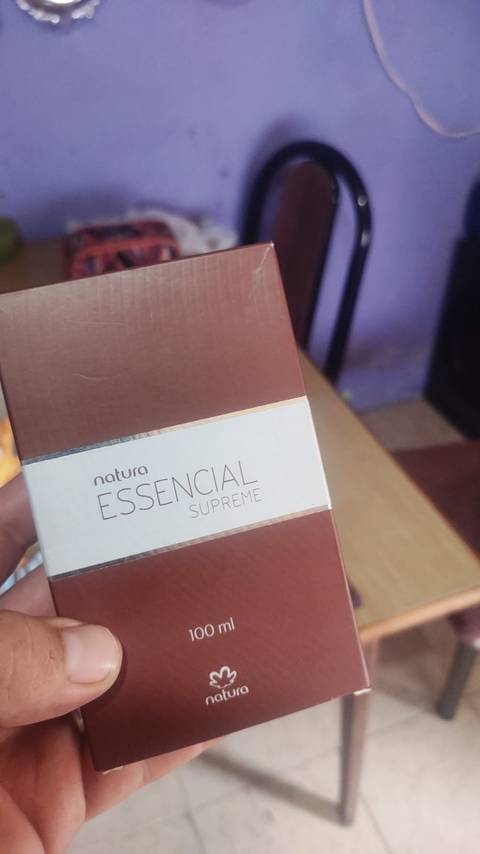 natura
ESSENCIAL
SUPREME
100 ml
natura